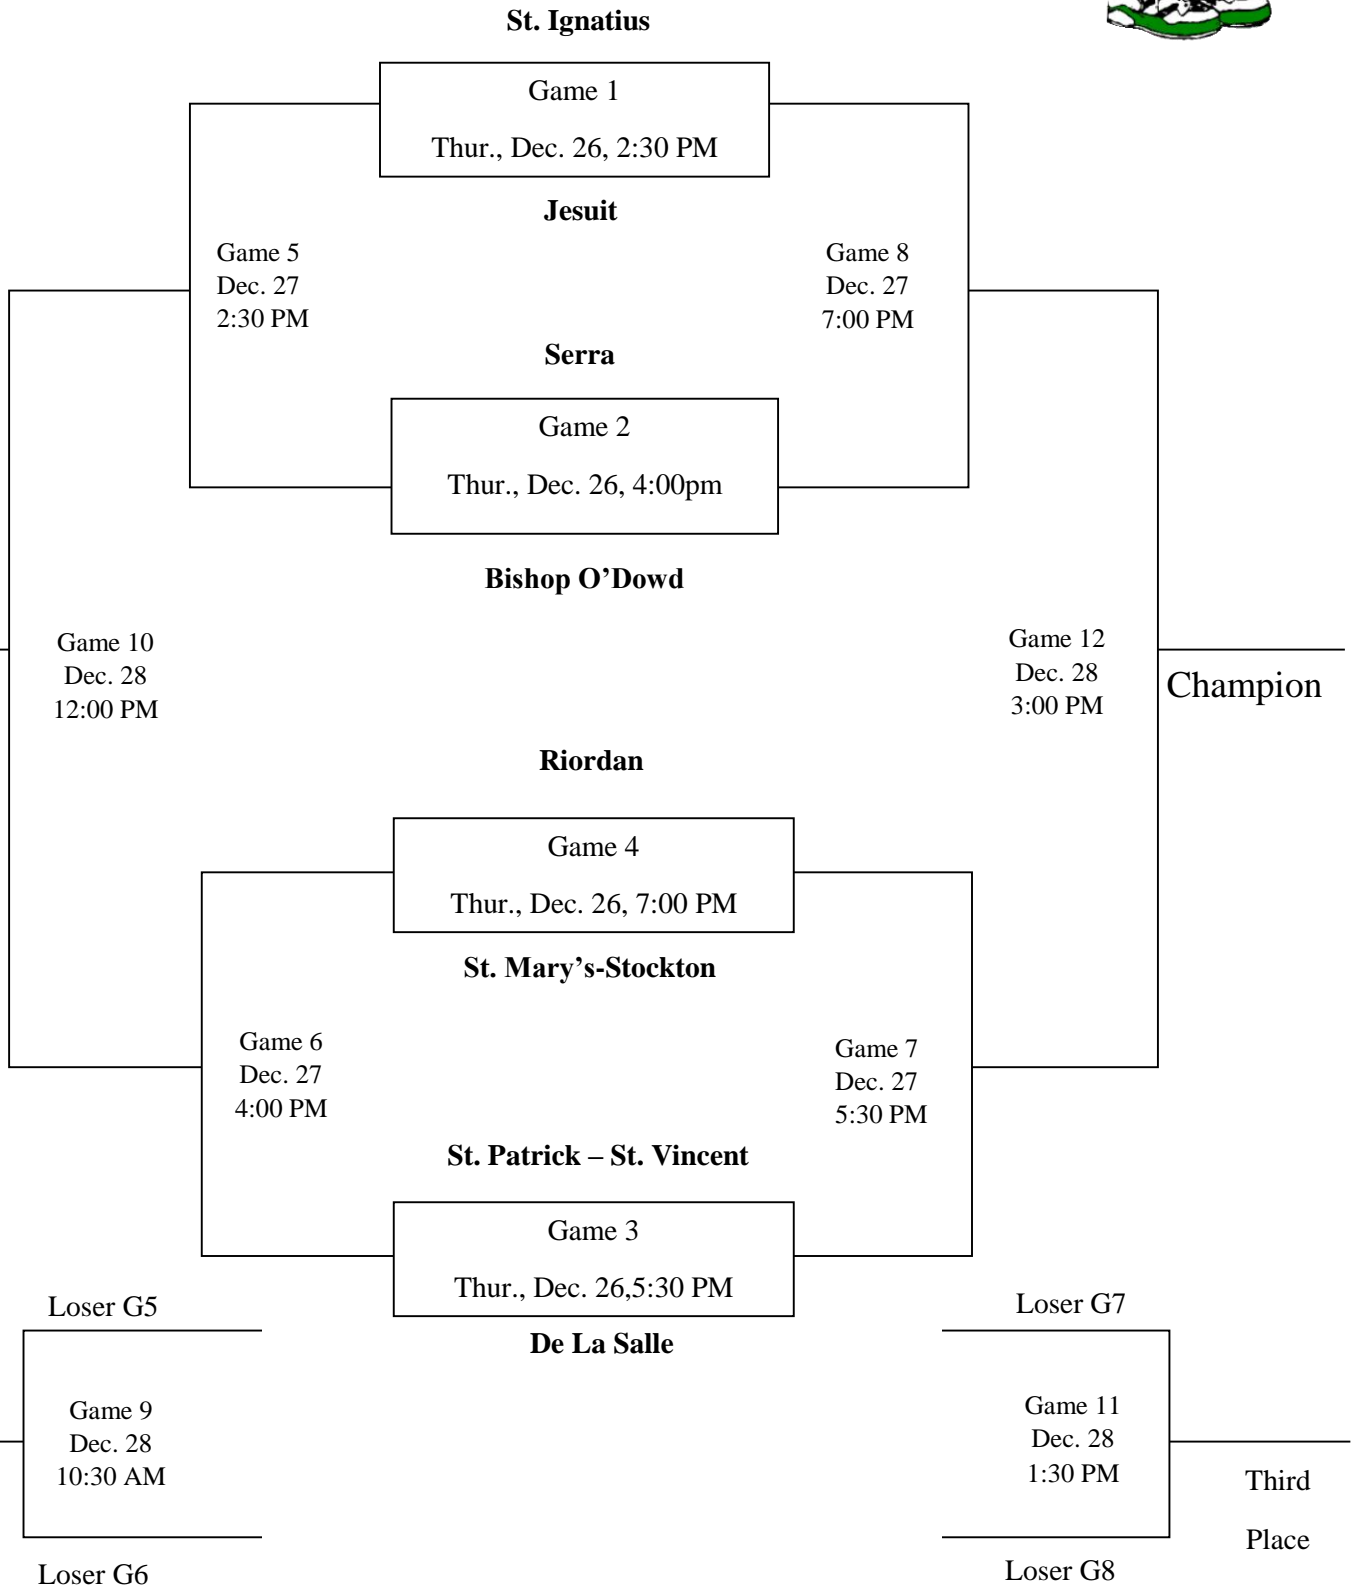 St. Ignatius
Game 1
Thur., Dec. 26, 2:30 PM
Jesuit
Game 5
Dec. 27
2:30 PM
Game 8
Dec. 27
7:00 PM
Serra
Game 2
Thur., Dec. 26, 4:00pm
Bishop O’Dowd
Game 10
Dec. 28
12:00 PM
Game 12
Dec. 28
3:00 PM
Champion
Riordan
Game 4
Thur., Dec. 26, 7:00 PM
St. Mary’s-Stockton
Game 6
Dec. 27
4:00 PM
Game 7
Dec. 27
5:30 PM
St. Patrick – St. Vincent
Game 3
Thur., Dec. 26,5:30 PM
De La Salle
Loser G5
Game 9
Dec. 28
10:30 AM
Loser G6
Loser G7
Game 11
Dec. 28
1:30 PM
Third
Place
Loser G8